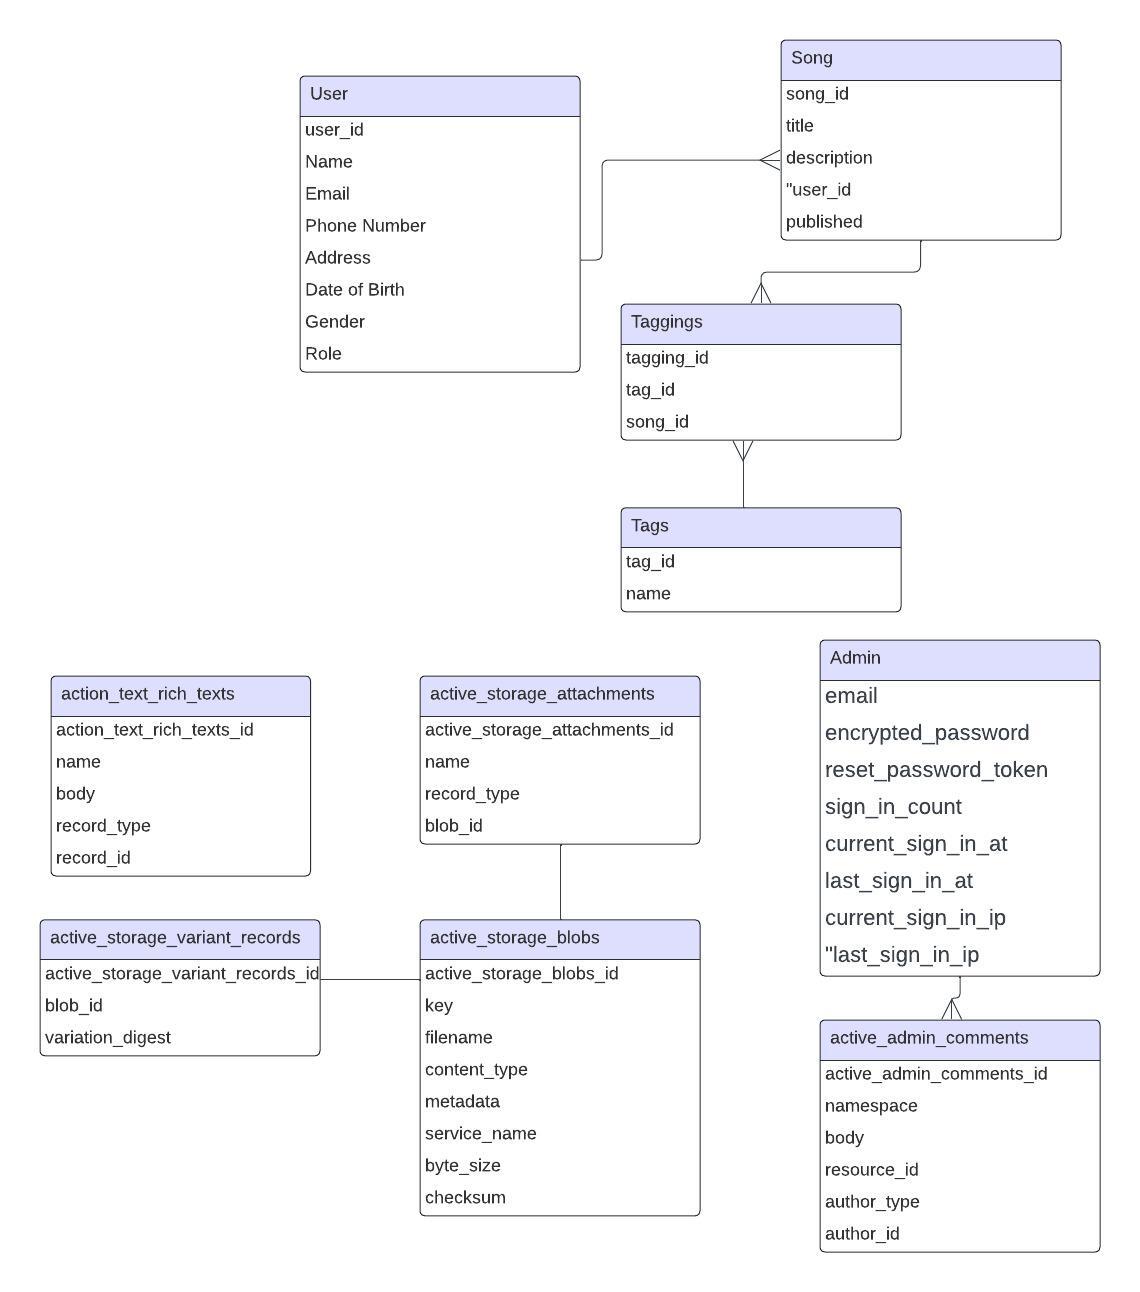 User
user_id
Name
Email
Phone Number
Address
Date of Birth
Gender
Role
Song
song_id
title
description
"user_id
published
Taggings
tagging_id
tag_id
song_id
Tags
tag_id
name
action_text_rich_texts
action_text_rich_texts_id
name
body
record_type
record_id
active_storage_attachments
active_storage_attachments_id
name
record_type
blob_id
Admin
email
encrypted_password
reset_password_token
sign_in_count
current_sign_in_at
last_sign_in_at
current_sign_in_ip
"last_sign_in_ip
active_storage_variant_records
active_storage_variant_records_id
blob_id
variation_digest
active_storage_blobs
active_storage_blobs_id
key
filename
content_type
metadata
service_name
byte_size
checksum
active_admin_comments
active_admin_comments_id
namespace
body
resource_id
author_type
author_id